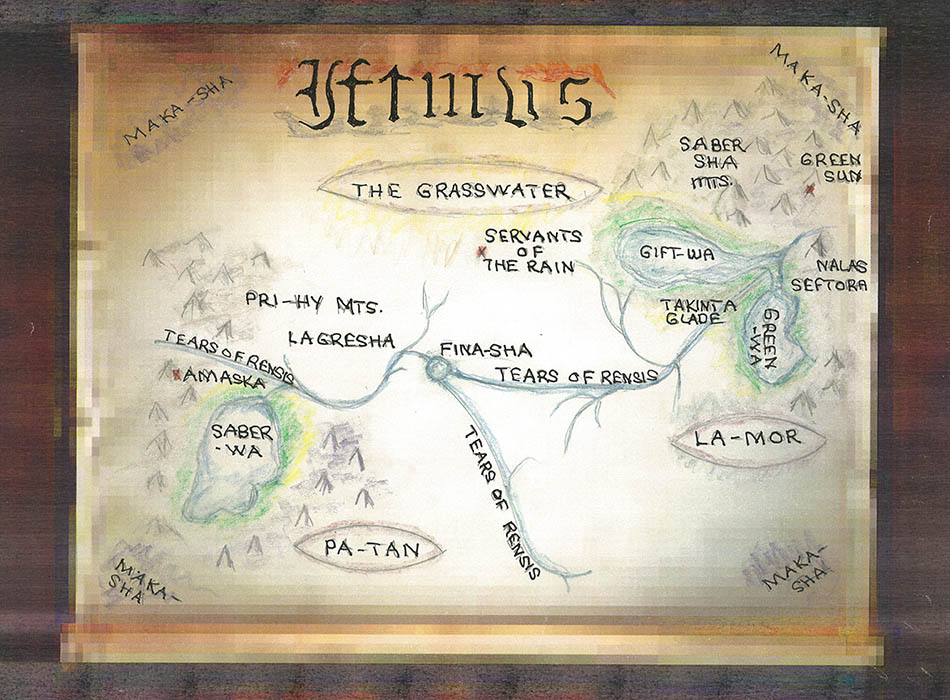 MAKA-SHA
MAKA-SHA
SABER
SHA
MTS.
GREEN
SUN
THE GRASSWATER
SERVANTS
OF
THE RAIN
GIFT-WA
NALAS
SEFTORA
PRI-HY MTS.
TAKINTA
GLADE
GREEN
-WA
LAGRESHA
FINA-SHA
TEARS OF RENSIS
TEARS OF RENSIS
AMASKA
SABER
-WA
LA-MOR
TEARS OF RENSIS
PA-TAN
MAKA-
SHA
MAKA-
SHA